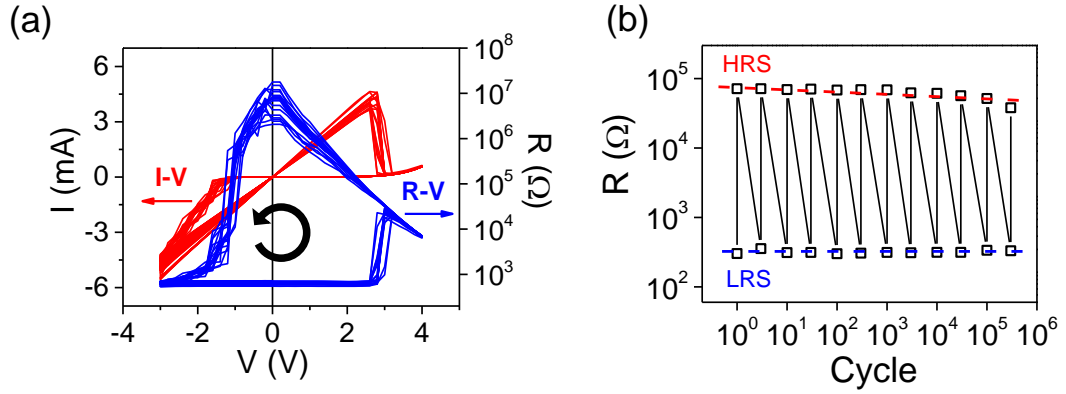 (a)
I (mA)
6
3
0
-3
-6
I-V
R-V
10⁸
10⁷
10⁶
10⁵
10⁴
10³
R (Ω)
-4
-2
0
2
4
V (V)
(b)
R (Ω)
10⁵
10⁴
10³
10²
HRS
LRS
10⁰
10¹
10²
10³
10⁴
10⁵
10⁶
Cycle